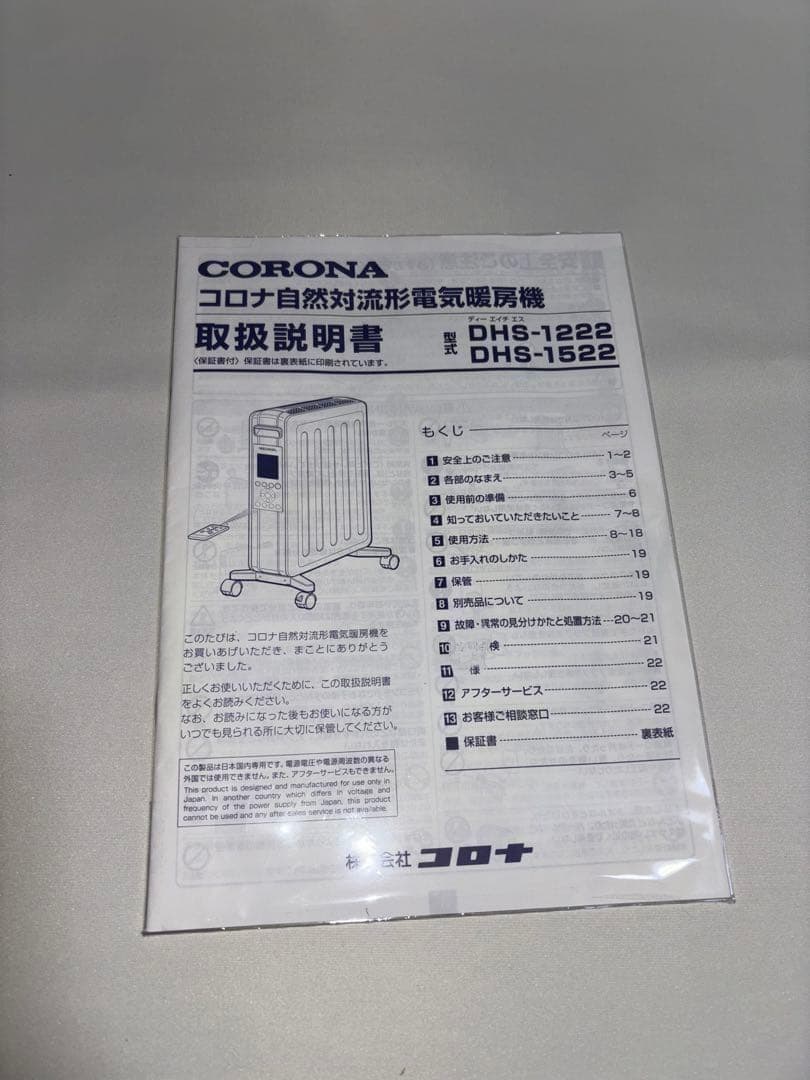 CORONA
コロナ自然対流形電気暖房機
取扱説明書
〈保証書付〉保証書は裏表紙に印刷されています。
型式
ディー エイチ エス
DHS-1222
DHS-1522
もくじ
ページ
1 安全上のご注意 1~2
2 各部のなまえ 3~5
3 使用前の準備 6
4 知っておいていただきたいこと 7~8
5 使用方法 8~18
6 お手入れのしかた 19
7 保管 19
8 別売品について 19
9 故障・異常の見分けかたと処置方法 20~21
10 検 21
11 様 22
12 アフターサービス 22
13 お客様ご相談窓口 22
■ 保証書 裏表紙
このたびは、コロナ自然対流形電気暖房機を
お買いあげいただき、まことにありがとう
ございました。
正しくお使いいただくために、この取扱説明書
をよくお読みください。
なお、お読みになった後もお使いになる方が
いつでも見られる所に大切に保管してください。
この製品は日本国内専用です。電源電圧や電源周波数の異なる
外国では使用できません。また、アフターサービスもできません。
This product is designed and manufactured for use only in
Japan. In another country which differs in voltage and
frequency of the power supply from Japan, this product
cannot be used and any after-sales service is not available.
株 会社 コロナ